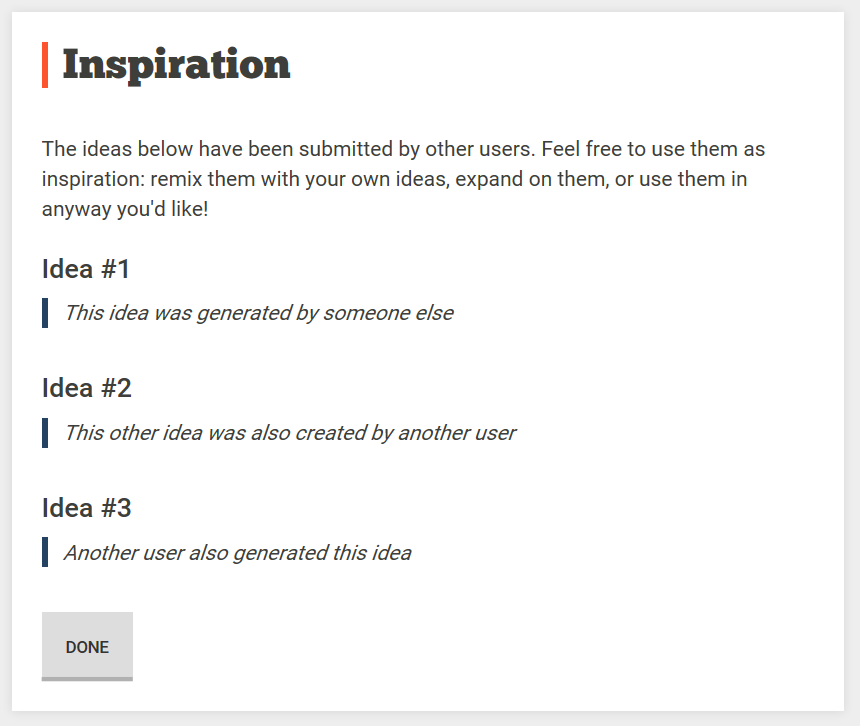 Inspiration
The ideas below have been submitted by other users. Feel free to use them as
inspiration: remix them with your own ideas, expand on them, or use them in
anyway you'd like!
Idea #1
This idea was generated by someone else
Idea #2
This other idea was also created by another user
Idea #3
Another user also generated this idea
DONE